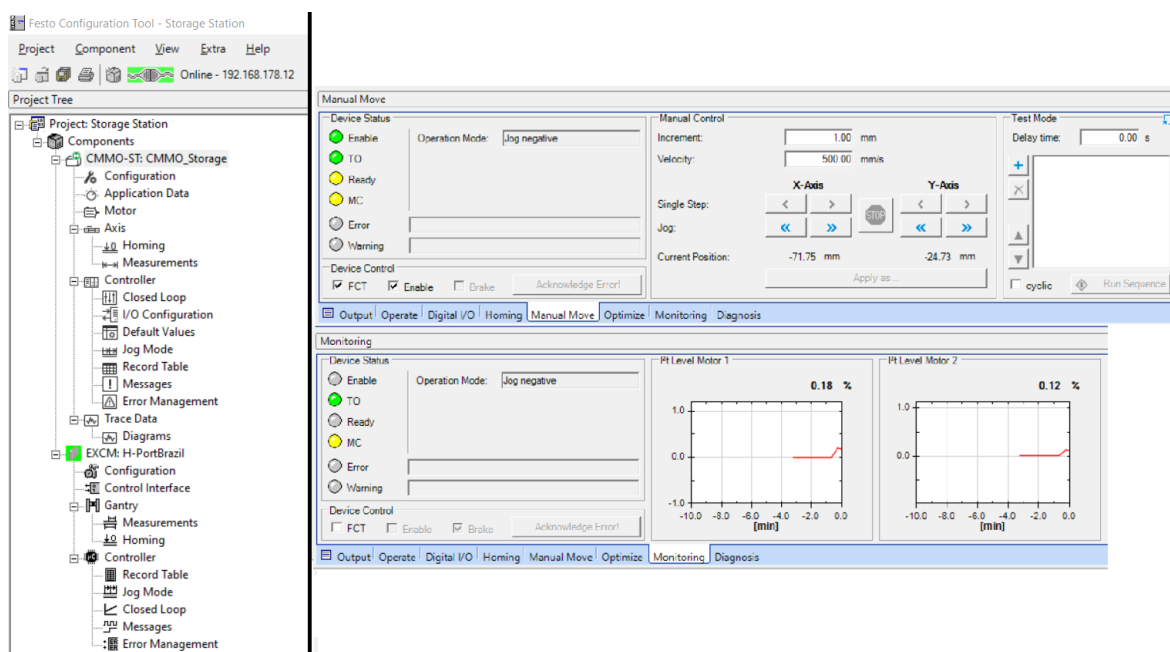 Festo Configuration Tool - Storage Station
Project Component View Extra Help
Online - 192.168.178.12
Project Tree
Project: Storage Station
Components
CMMO-ST: CMMO_Storage
Configuration
Application Data
Motor
Axis
Homing
Measurements
Controller
Closed Loop
I/O Configuration
Default Values
Jog Mode
Record Table
Messages
Error Management
Trace Data
Diagrams
EXCM: H-PortBrazil
Configuration
Control Interface
Gantry
Measurements
Homing
Controller
Record Table
Jog Mode
Closed Loop
Messages
Error Management
Manual Move
Device Status
Enable Operation Mode: Jog negative
TO
Ready
MC
Error
Warning
Device Control
FCT Enable Brake Acknowledge Error!
Manual Control
Increment: 1.00 mm
Velocity: 500.00 mm/s
X-Axis Y-Axis
Single Step: < > STOP < >
Jog: « » « »
Current Position: -71.75 mm -24.73 mm
Apply as ...
Test Mode
Delay time: 0.00 s
cyclic Run Sequence
Output Operate Digital I/O Homing Manual Move Optimize Monitoring Diagnosis
Monitoring
Device Status
Enable Operation Mode: Jog negative
TO
Ready
MC
Error
Warning
Device Control
FCT Enable Brake Acknowledge Error!
I²t Level Motor 1
0.18 %
1.0
0.0
-1.0
-10.0 -8.0 -6.0 -4.0 -2.0 0.0
[min]
I²t Level Motor 2
0.12 %
1.0
0.0
-10.0 -8.0 -6.0 -4.0 -2.0 0.0
[min]
Output Operate Digital I/O Homing Manual Move Optimize Monitoring Diagnosis